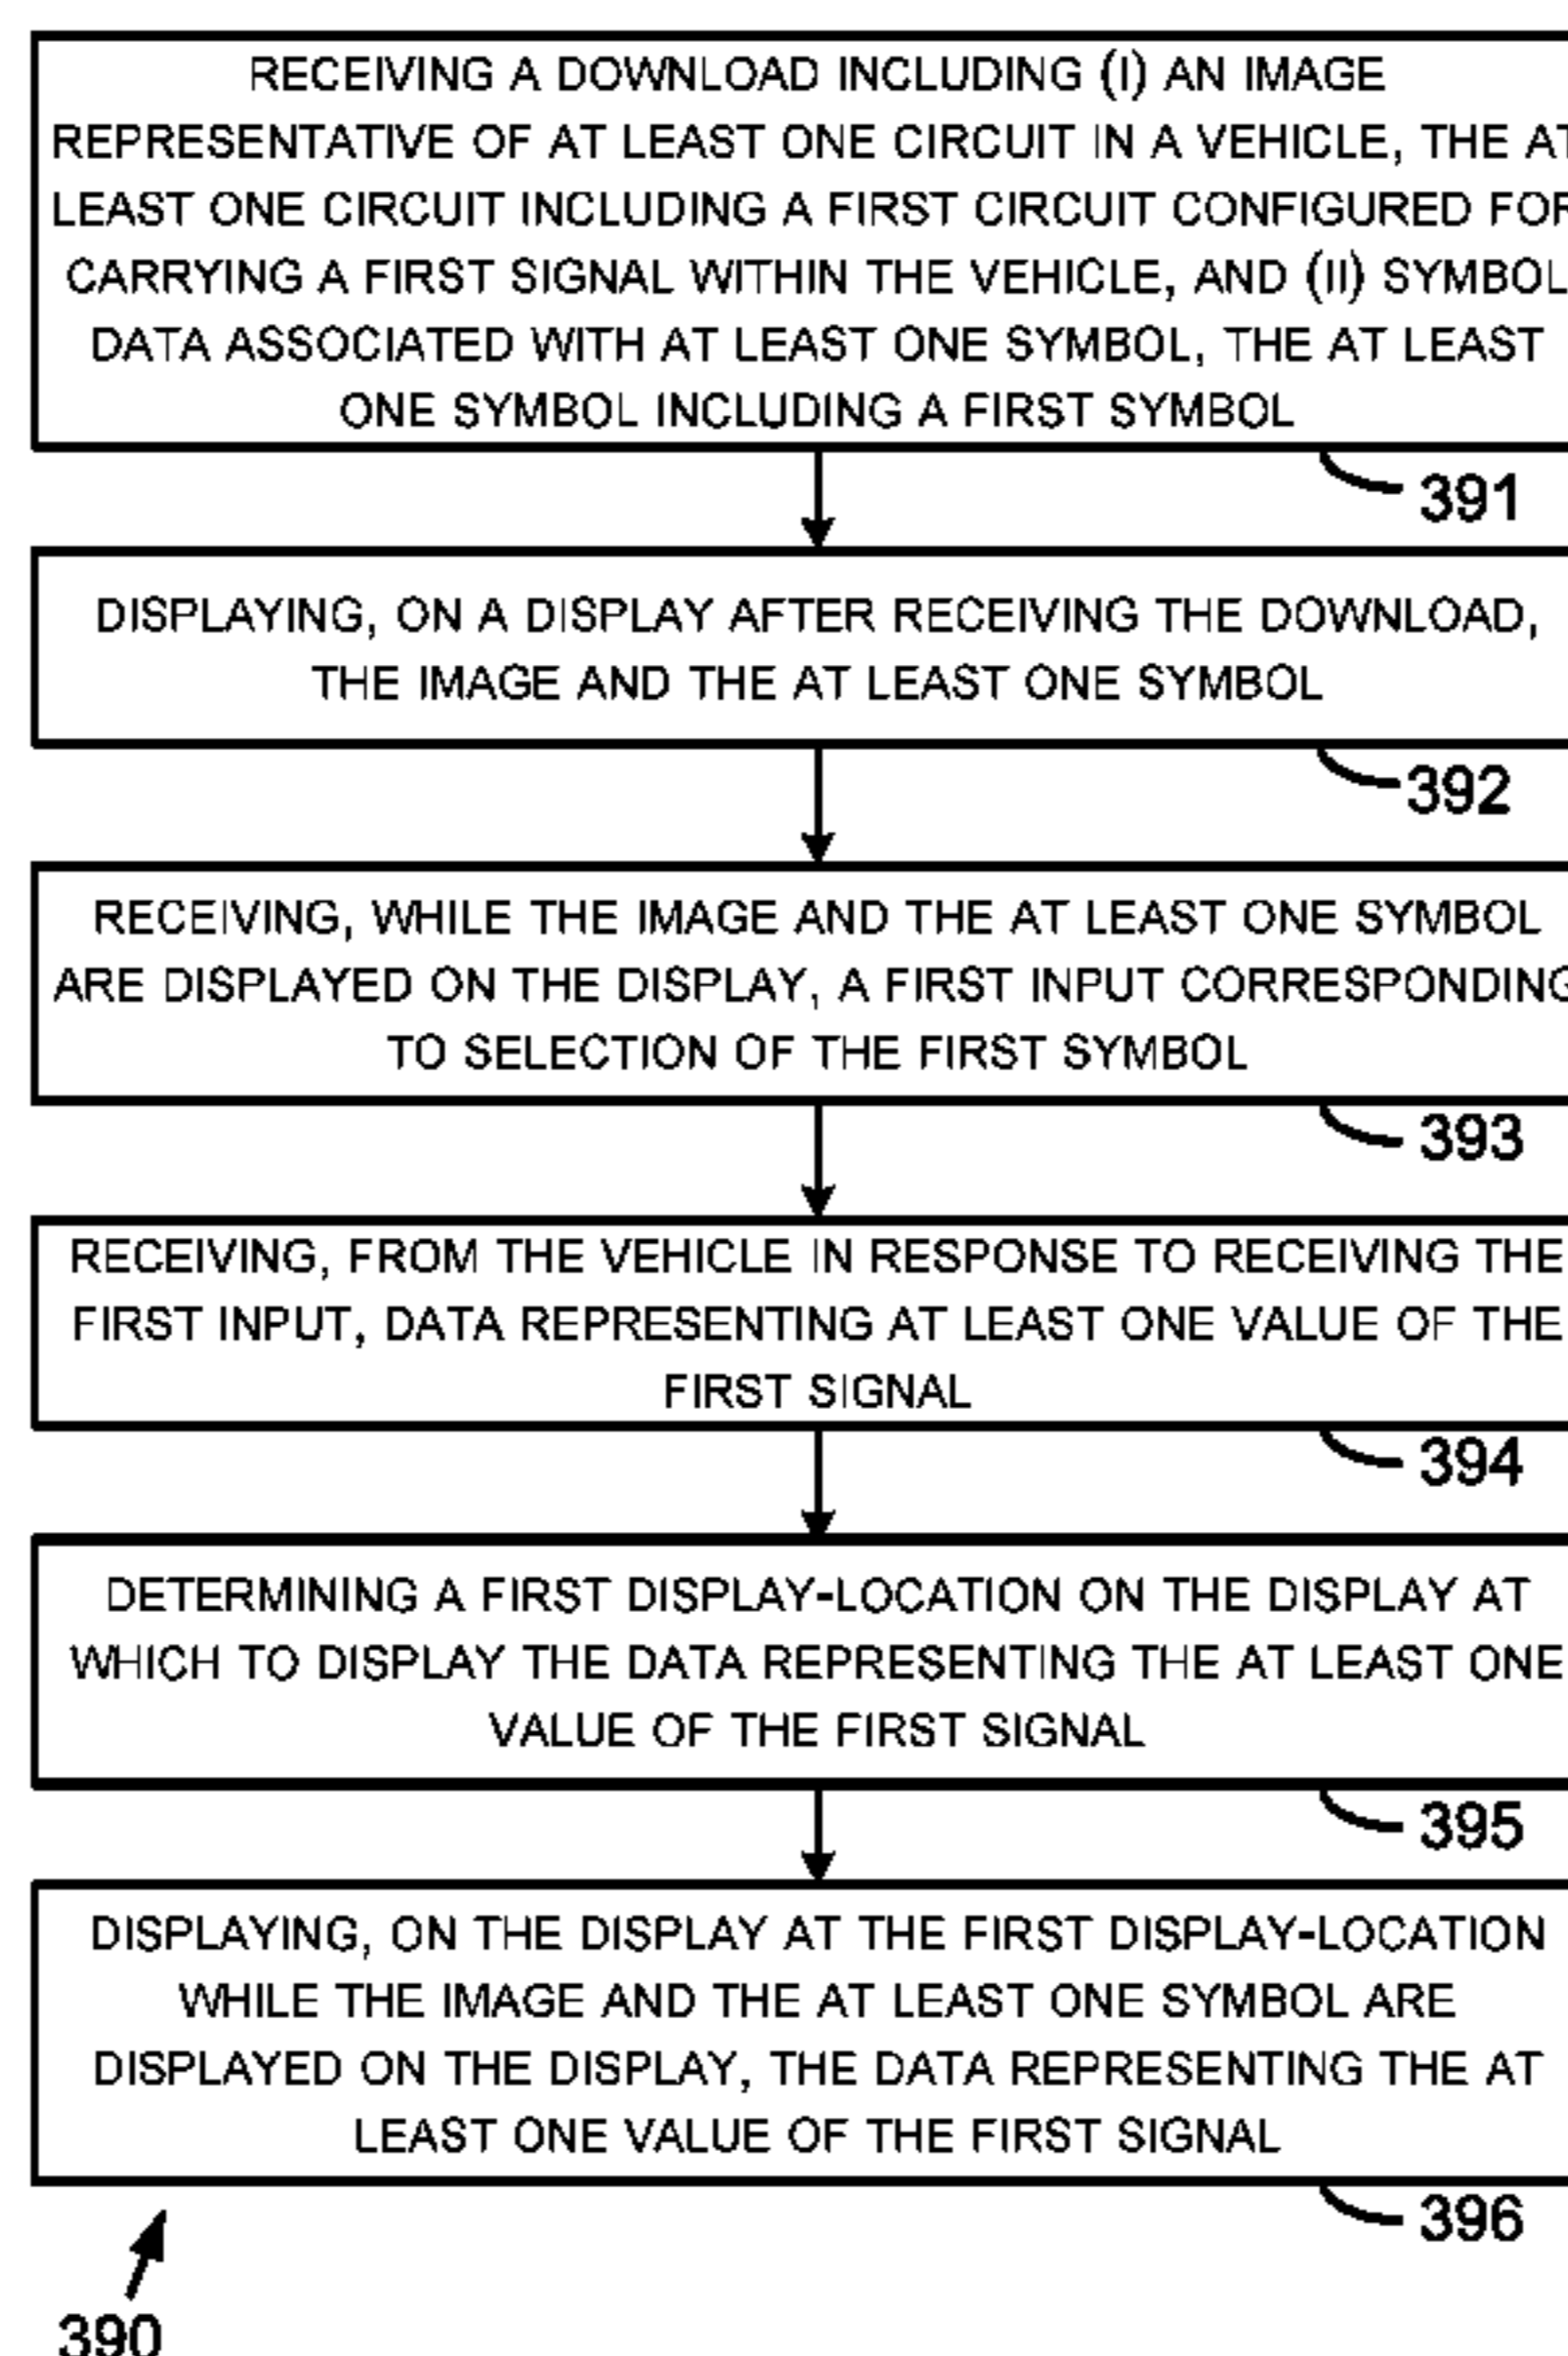 RECEIVING A DOWNLOAD INCLUDING (I) AN IMAGE
REPRESENTATIVE OF AT LEAST ONE CIRCUIT IN A VEHICLE, THE AT
LEAST ONE CIRCUIT INCLUDING A FIRST CIRCUIT CONFIGURED FOR
CARRYING A FIRST SIGNAL WITHIN THE VEHICLE, AND (II) SYMBOL
DATA ASSOCIATED WITH AT LEAST ONE SYMBOL, THE AT LEAST
ONE SYMBOL INCLUDING A FIRST SYMBOL
391
DISPLAYING, ON A DISPLAY AFTER RECEIVING THE DOWNLOAD,
THE IMAGE AND THE AT LEAST ONE SYMBOL
392
RECEIVING, WHILE THE IMAGE AND THE AT LEAST ONE SYMBOL
ARE DISPLAYED ON THE DISPLAY, A FIRST INPUT CORRESPONDING
TO SELECTION OF THE FIRST SYMBOL
393
RECEIVING, FROM THE VEHICLE IN RESPONSE TO RECEIVING THE
FIRST INPUT, DATA REPRESENTING AT LEAST ONE VALUE OF THE
FIRST SIGNAL
394
DETERMINING A FIRST DISPLAY-LOCATION ON THE DISPLAY AT
WHICH TO DISPLAY THE DATA REPRESENTING THE AT LEAST ONE
VALUE OF THE FIRST SIGNAL
395
DISPLAYING, ON THE DISPLAY AT THE FIRST DISPLAY-LOCATION
WHILE THE IMAGE AND THE AT LEAST ONE SYMBOL ARE
DISPLAYED ON THE DISPLAY, THE DATA REPRESENTING THE AT
LEAST ONE VALUE OF THE FIRST SIGNAL
396
390